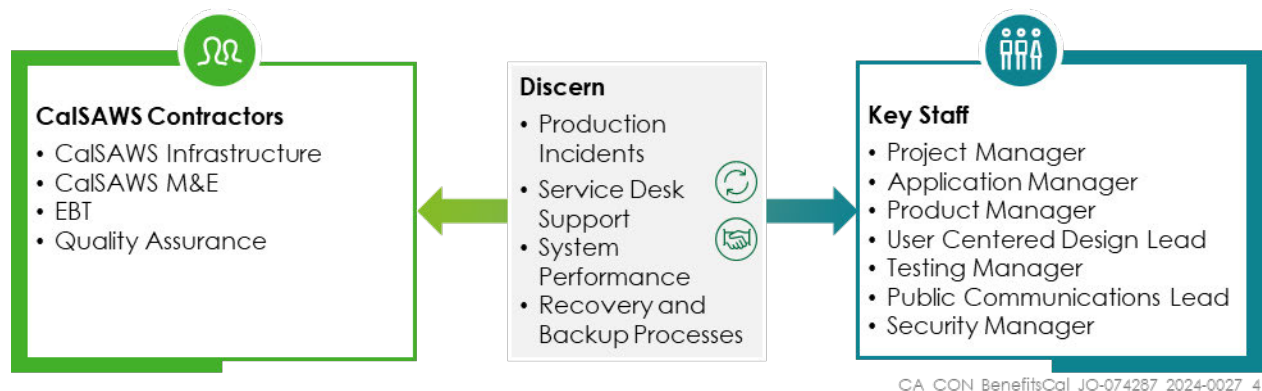 CalSAWS Contractors
• CalSAWS Infrastructure
• CalSAWS M&E
• EBT
• Quality Assurance
Discern
• Production
Incidents
• Service Desk
Support
• System
Performance
• Recovery and
Backup Processes
Key Staff
• Project Manager
• Application Manager
• Product Manager
• User Centered Design Lead
• Testing Manager
• Public Communications Lead
• Security Manager
CA_CON_BenefitsCal_JO-074287_2024-0027_4